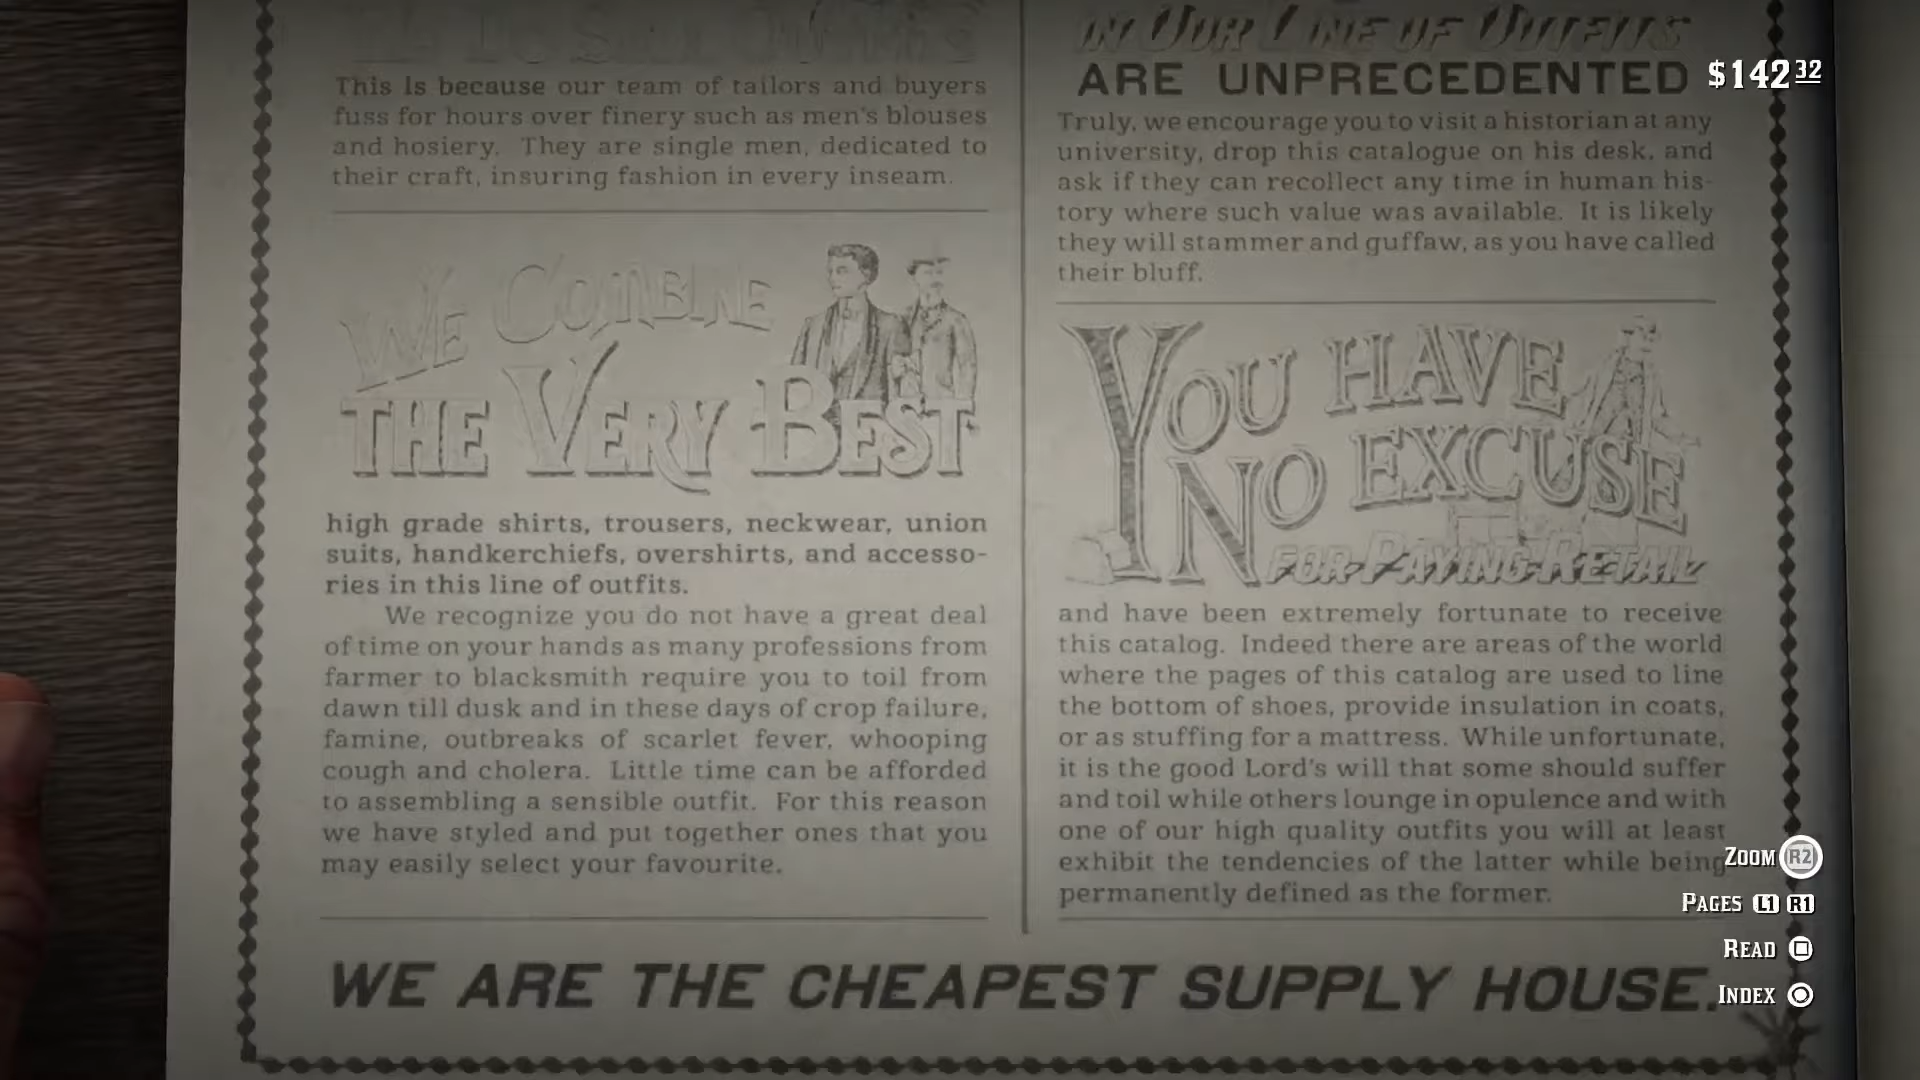 This is because our team of tailors and buyers
fuss for hours over finery such as men's blouses
and hosiery. They are single men, dedicated to
their craft, insuring fashion in every inseam.
WE COMBINE
THE VERY BEST
high grade shirts, trousers, neckwear, union
suits, handkerchiefs, overshirts, and accesso-
ries in this line of outfits.
We recognize you do not have a great deal
of time on your hands as many professions from
farmer to blacksmith require you to toil from
dawn till dusk and in these days of crop failure,
famine, outbreaks of scarlet fever, whooping
cough and cholera. Little time can be afforded
to assembling a sensible outfit. For this reason
we have styled and put together ones that you
may easily select your favourite.
IN OUR LINE OF OUTFITS
ARE UNPRECEDENTED
Truly, we encourage you to visit a historian at any
university, drop this catalogue on his desk, and
ask if they can recollect any time in human his-
tory where such value was available. It is likely
they will stammer and guffaw, as you have called
their bluff.
YOU HAVE
NO EXCUSE
FOR PAYING RETAIL
and have been extremely fortunate to receive
this catalog. Indeed there are areas of the world
where the pages of this catalog are used to line
the bottom of shoes, provide insulation in coats,
or as stuffing for a mattress. While unfortunate,
it is the good Lord's will that some should suffer
and toil while others lounge in opulence and with
one of our high quality outfits you will at least
exhibit the tendencies of the latter while being
permanently defined as the former.
WE ARE THE CHEAPEST SUPPLY HOUSE.
$142 32
ZOOM R2
PAGES L1 R1
READ
INDEX